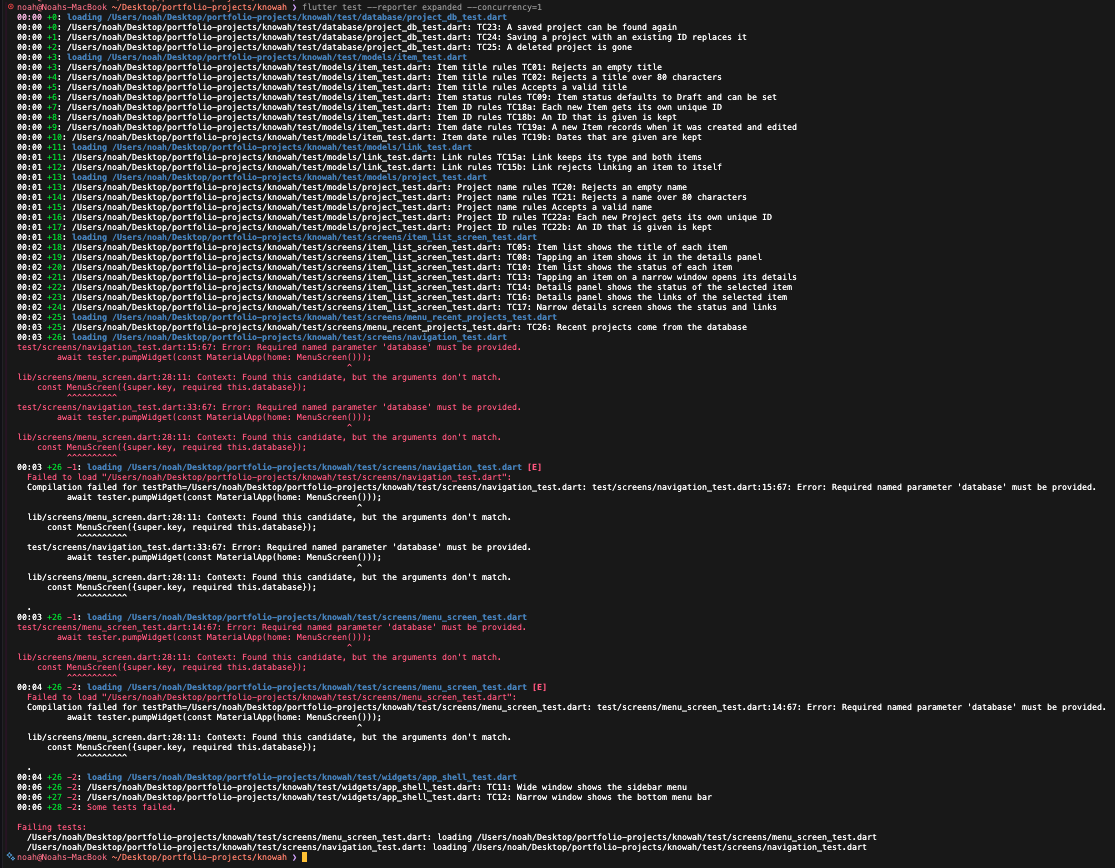 noah@Noahs-MacBook ~/Desktop/portfolio-projects/knowah ❯ flutter test --reporter expanded --concurrency=1
00:00 +0: loading /Users/noah/Desktop/portfolio-projects/knowah/test/database/project_db_test.dart
00:00 +0: /Users/noah/Desktop/portfolio-projects/knowah/test/database/project_db_test.dart: TC23: A saved project can be found again
00:00 +1: /Users/noah/Desktop/portfolio-projects/knowah/test/database/project_db_test.dart: TC24: Saving a project with an existing ID replaces it
00:00 +2: /Users/noah/Desktop/portfolio-projects/knowah/test/database/project_db_test.dart: TC25: A deleted project is gone
00:00 +3: loading /Users/noah/Desktop/portfolio-projects/knowah/test/models/item_test.dart
00:00 +3: /Users/noah/Desktop/portfolio-projects/knowah/test/models/item_test.dart: Item title rules TC01: Rejects an empty title
00:00 +4: /Users/noah/Desktop/portfolio-projects/knowah/test/models/item_test.dart: Item title rules TC02: Rejects a title over 80 characters
00:00 +5: /Users/noah/Desktop/portfolio-projects/knowah/test/models/item_test.dart: Item title rules Accepts a valid title
00:00 +6: /Users/noah/Desktop/portfolio-projects/knowah/test/models/item_test.dart: Item status rules TC09: Item status defaults to Draft and can be set
00:00 +7: /Users/noah/Desktop/portfolio-projects/knowah/test/models/item_test.dart: Item ID rules TC18a: Each new Item gets its own unique ID
00:00 +8: /Users/noah/Desktop/portfolio-projects/knowah/test/models/item_test.dart: Item ID rules TC18b: An ID that is given is kept
00:00 +9: /Users/noah/Desktop/portfolio-projects/knowah/test/models/item_test.dart: Item date rules TC19a: A new Item records when it was created and edited
00:00 +10: /Users/noah/Desktop/portfolio-projects/knowah/test/models/item_test.dart: Item date rules TC19b: Dates that are given are kept
00:00 +11: loading /Users/noah/Desktop/portfolio-projects/knowah/test/models/link_test.dart
00:01 +11: /Users/noah/Desktop/portfolio-projects/knowah/test/models/link_test.dart: Link rules TC15a: Link keeps its type and both items
00:01 +12: /Users/noah/Desktop/portfolio-projects/knowah/test/models/link_test.dart: Link rules TC15b: Link rejects linking an item to itself
00:01 +13: loading /Users/noah/Desktop/portfolio-projects/knowah/test/models/project_test.dart
00:01 +13: /Users/noah/Desktop/portfolio-projects/knowah/test/models/project_test.dart: Project name rules TC20: Rejects an empty name
00:01 +14: /Users/noah/Desktop/portfolio-projects/knowah/test/models/project_test.dart: Project name rules TC21: Rejects a name over 80 characters
00:01 +15: /Users/noah/Desktop/portfolio-projects/knowah/test/models/project_test.dart: Project name rules Accepts a valid name
00:01 +16: /Users/noah/Desktop/portfolio-projects/knowah/test/models/project_test.dart: Project ID rules TC22a: Each new Project gets its own unique ID
00:01 +17: /Users/noah/Desktop/portfolio-projects/knowah/test/models/project_test.dart: Project ID rules TC22b: An ID that is given is kept
00:01 +18: loading /Users/noah/Desktop/portfolio-projects/knowah/test/screens/item_list_screen_test.dart
00:02 +18: /Users/noah/Desktop/portfolio-projects/knowah/test/screens/item_list_screen_test.dart: TC05: Item list shows the title of each item
00:02 +19: /Users/noah/Desktop/portfolio-projects/knowah/test/screens/item_list_screen_test.dart: TC08: Tapping an item shows it in the details panel
00:02 +20: /Users/noah/Desktop/portfolio-projects/knowah/test/screens/item_list_screen_test.dart: TC10: Item list shows the status of each item
00:02 +21: /Users/noah/Desktop/portfolio-projects/knowah/test/screens/item_list_screen_test.dart: TC13: Tapping an item on a narrow window opens its details
00:02 +22: /Users/noah/Desktop/portfolio-projects/knowah/test/screens/item_list_screen_test.dart: TC14: Details panel shows the status of the selected item
00:02 +23: /Users/noah/Desktop/portfolio-projects/knowah/test/screens/item_list_screen_test.dart: TC16: Details panel shows the links of the selected item
00:02 +24: /Users/noah/Desktop/portfolio-projects/knowah/test/screens/item_list_screen_test.dart: TC17: Narrow details screen shows the status and links
00:02 +25: loading /Users/noah/Desktop/portfolio-projects/knowah/test/screens/menu_recent_projects_test.dart
00:03 +25: /Users/noah/Desktop/portfolio-projects/knowah/test/screens/menu_recent_projects_test.dart: TC26: Recent projects come from the database
00:03 +26: loading /Users/noah/Desktop/portfolio-projects/knowah/test/screens/navigation_test.dart
test/screens/navigation_test.dart:15:67: Error: Required named parameter 'database' must be provided.
await tester.pumpWidget(const MaterialApp(home: MenuScreen()));
^
lib/screens/menu_screen.dart:28:11: Context: Found this candidate, but the arguments don't match.
const MenuScreen({super.key, required this.database});
^^^^^^^^^^
test/screens/navigation_test.dart:33:67: Error: Required named parameter 'database' must be provided.
await tester.pumpWidget(const MaterialApp(home: MenuScreen()));
^
lib/screens/menu_screen.dart:28:11: Context: Found this candidate, but the arguments don't match.
const MenuScreen({super.key, required this.database});
^^^^^^^^^^
00:03 +26 -1: loading /Users/noah/Desktop/portfolio-projects/knowah/test/screens/navigation_test.dart [E]
Failed to load "/Users/noah/Desktop/portfolio-projects/knowah/test/screens/navigation_test.dart":
Compilation failed for testPath=/Users/noah/Desktop/portfolio-projects/knowah/test/screens/navigation_test.dart: test/screens/navigation_test.dart:15:67: Error: Required named parameter 'database' must be provided.
await tester.pumpWidget(const MaterialApp(home: MenuScreen()));
^
lib/screens/menu_screen.dart:28:11: Context: Found this candidate, but the arguments don't match.
const MenuScreen({super.key, required this.database});
^^^^^^^^^^
test/screens/navigation_test.dart:33:67: Error: Required named parameter 'database' must be provided.
await tester.pumpWidget(const MaterialApp(home: MenuScreen()));
^
lib/screens/menu_screen.dart:28:11: Context: Found this candidate, but the arguments don't match.
const MenuScreen({super.key, required this.database});
^^^^^^^^^^
.
00:03 +26 -1: loading /Users/noah/Desktop/portfolio-projects/knowah/test/screens/menu_screen_test.dart
test/screens/menu_screen_test.dart:14:67: Error: Required named parameter 'database' must be provided.
await tester.pumpWidget(const MaterialApp(home: MenuScreen()));
^
lib/screens/menu_screen.dart:28:11: Context: Found this candidate, but the arguments don't match.
const MenuScreen({super.key, required this.database});
^^^^^^^^^^
00:04 +26 -2: loading /Users/noah/Desktop/portfolio-projects/knowah/test/screens/menu_screen_test.dart [E]
Failed to load "/Users/noah/Desktop/portfolio-projects/knowah/test/screens/menu_screen_test.dart":
Compilation failed for testPath=/Users/noah/Desktop/portfolio-projects/knowah/test/screens/menu_screen_test.dart: test/screens/menu_screen_test.dart:14:67: Error: Required named parameter 'database' must be provided.
await tester.pumpWidget(const MaterialApp(home: MenuScreen()));
^
lib/screens/menu_screen.dart:28:11: Context: Found this candidate, but the arguments don't match.
const MenuScreen({super.key, required this.database});
^^^^^^^^^^
.
00:04 +26 -2: loading /Users/noah/Desktop/portfolio-projects/knowah/test/widgets/app_shell_test.dart
00:06 +26 -2: /Users/noah/Desktop/portfolio-projects/knowah/test/widgets/app_shell_test.dart: TC11: Wide window shows the sidebar menu
00:06 +27 -2: /Users/noah/Desktop/portfolio-projects/knowah/test/widgets/app_shell_test.dart: TC12: Narrow window shows the bottom menu bar
00:06 +28 -2: Some tests failed.
Failing tests:
/Users/noah/Desktop/portfolio-projects/knowah/test/screens/menu_screen_test.dart: loading /Users/noah/Desktop/portfolio-projects/knowah/test/screens/menu_screen_test.dart
/Users/noah/Desktop/portfolio-projects/knowah/test/screens/navigation_test.dart: loading /Users/noah/Desktop/portfolio-projects/knowah/test/screens/navigation_test.dart
noah@Noahs-MacBook ~/Desktop/portfolio-projects/knowah ❯